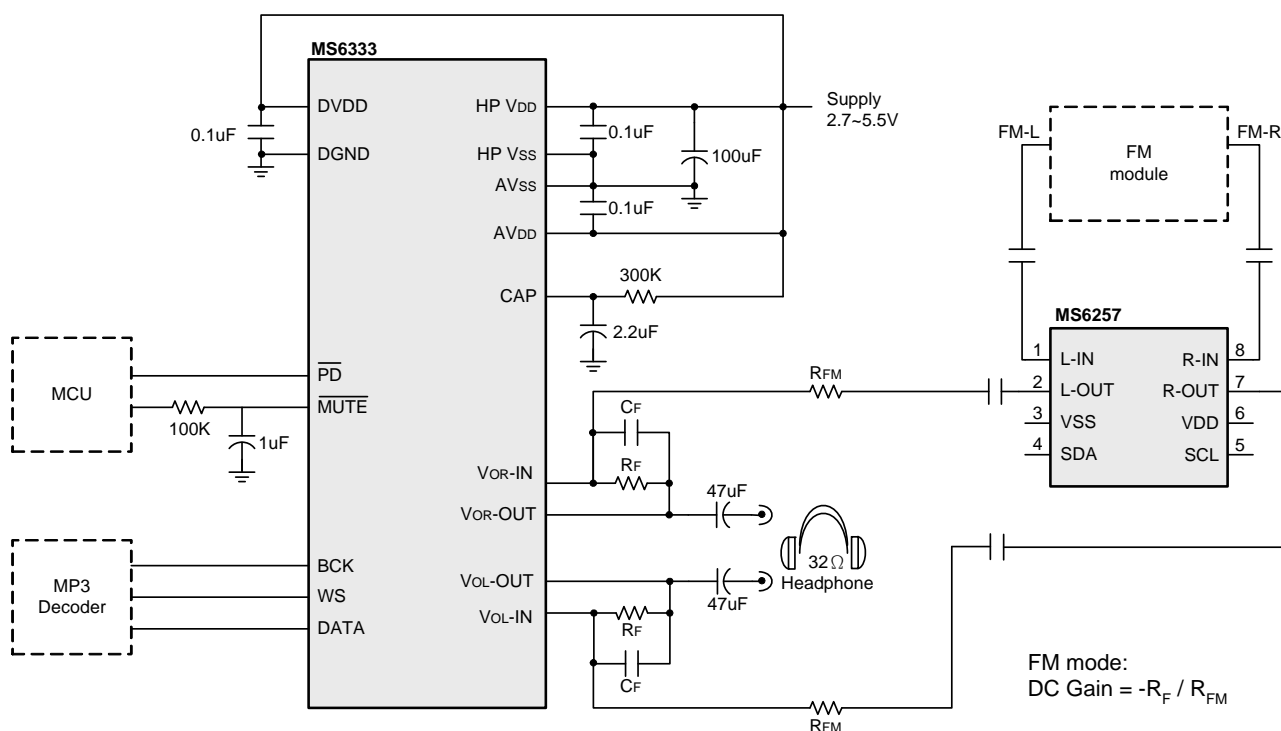 MS6333
DVDD
HP VDD
Supply
2.7~5.5V
0.1uF
0.1uF
DGND
HP VSS
100uF
AVSS
0.1uF
AVDD
FM-L
FM-R
FM
module
300K
CAP
2.2uF
MS6257
1
L-IN
R-IN
8
2
L-OUT
R-OUT
7
3
VSS
VDD
6
4
SDA
SCL
5
MCU
PD
MUTE
100K
1uF
RFM
CF
RF
VOR-IN
47uF
VOR-OUT
32Ω
Headphone
MP3
Decoder
BCK
WS
DATA
VOL-OUT
47uF
VOL-IN
RF
CF
RFM
FM mode:
DC Gain = -RF / RFM